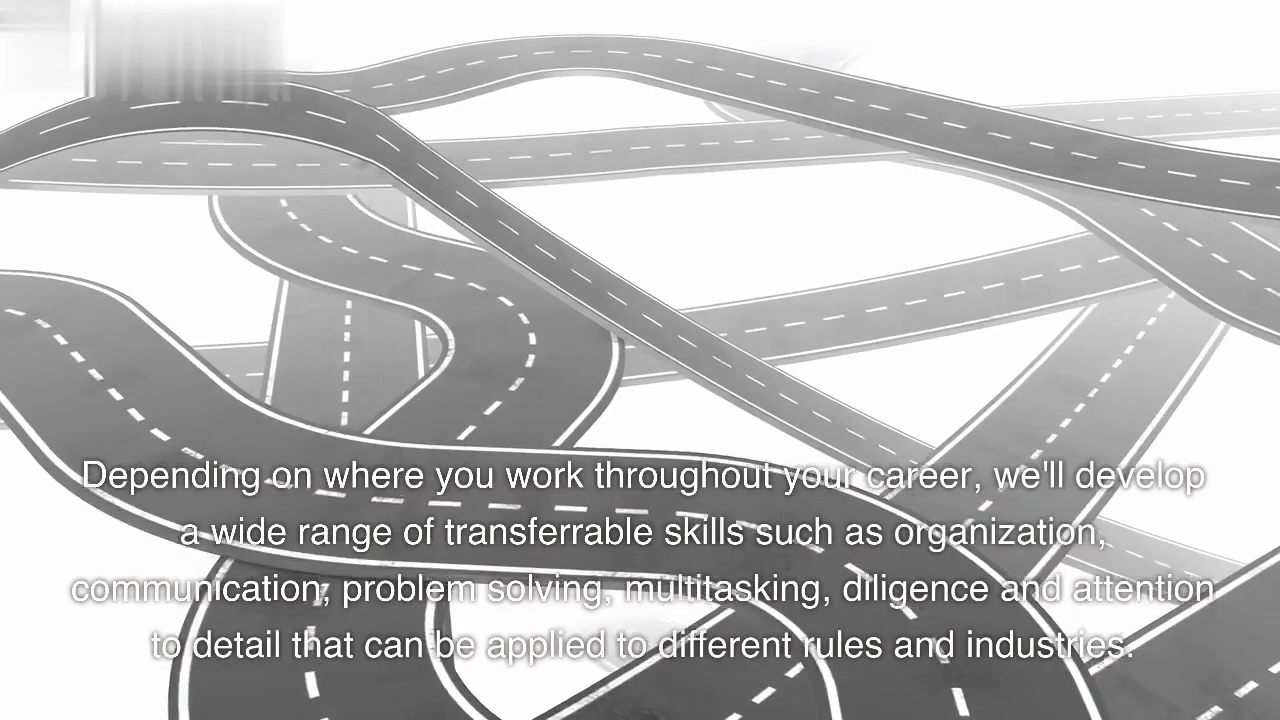 Depending on where you work throughout your career, we'll develop
a wide range of transferrable skills such as organization,
communication, problem solving, multitasking, diligence and attention
to detail that can be applied to different rules and industries.